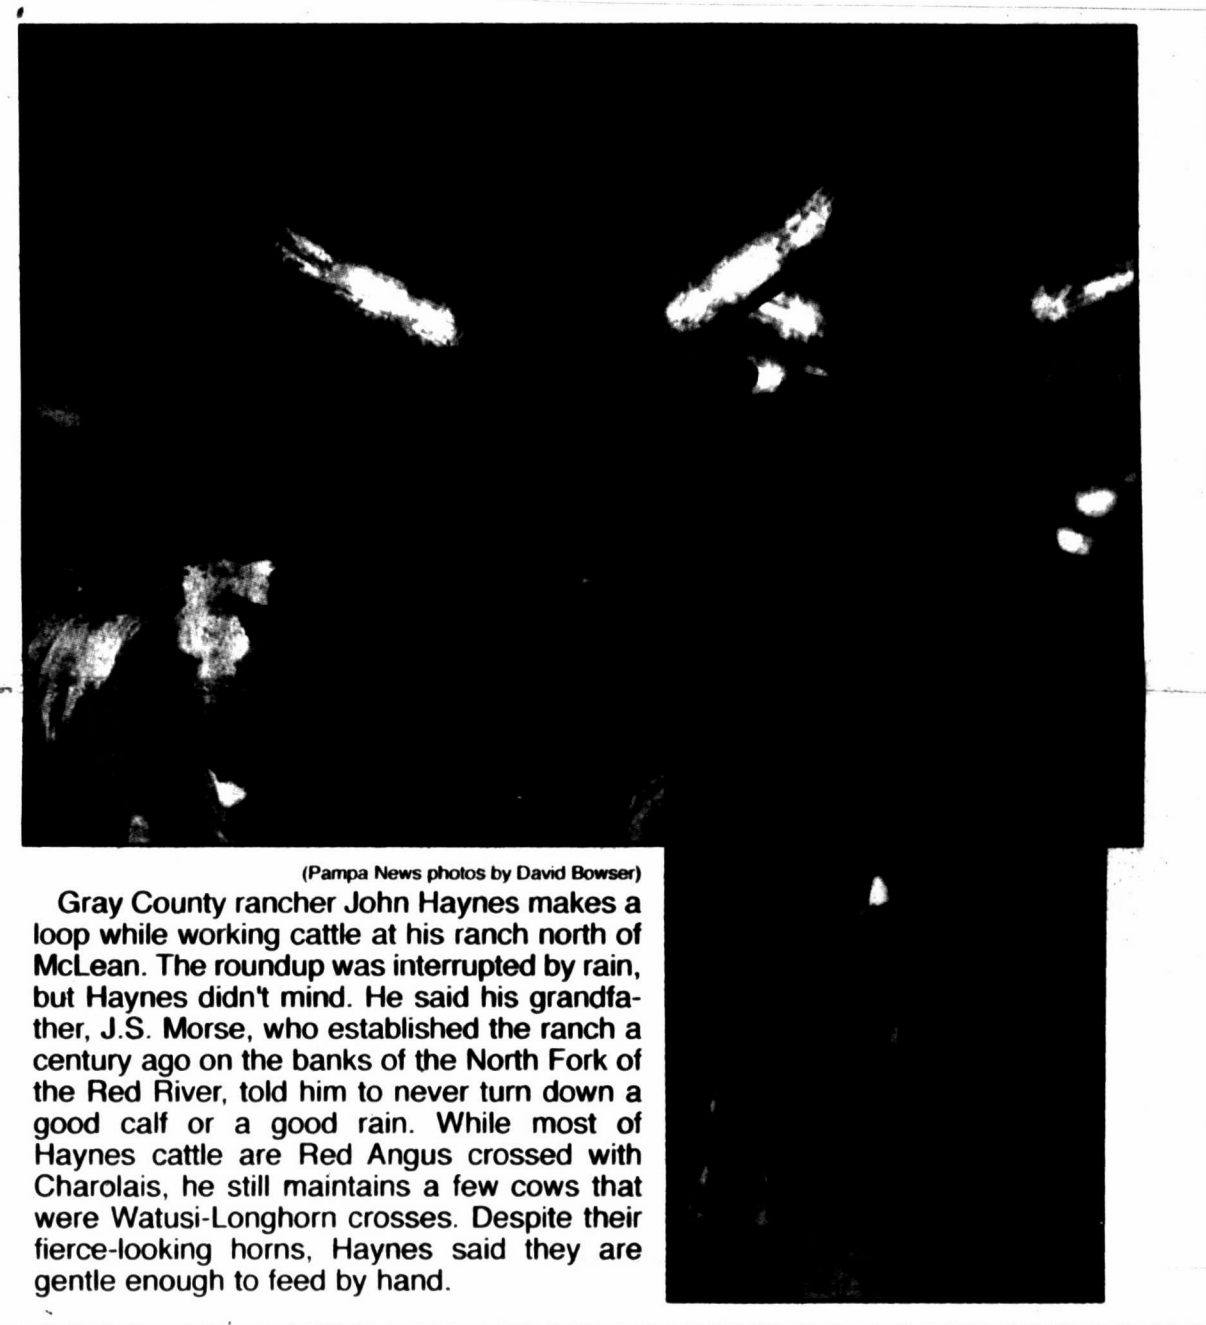 (Pampa News photos by David Bowser)
Gray County rancher John Haynes makes a
loop while working cattle at his ranch north of
McLean. The roundup was interrupted by rain,
but Haynes didn't mind. He said his grandfa-
ther, J.S. Morse, who established the ranch a
century ago on the banks of the North Fork of
the Red River, told him to never turn down a
good calf or a good rain. While most of
Haynes cattle are Red Angus crossed with
Charolais, he still maintains a few cows that
were Watusi-Longhorn crosses. Despite their
fierce-looking horns, Haynes said they are
gentle enough to feed by hand.